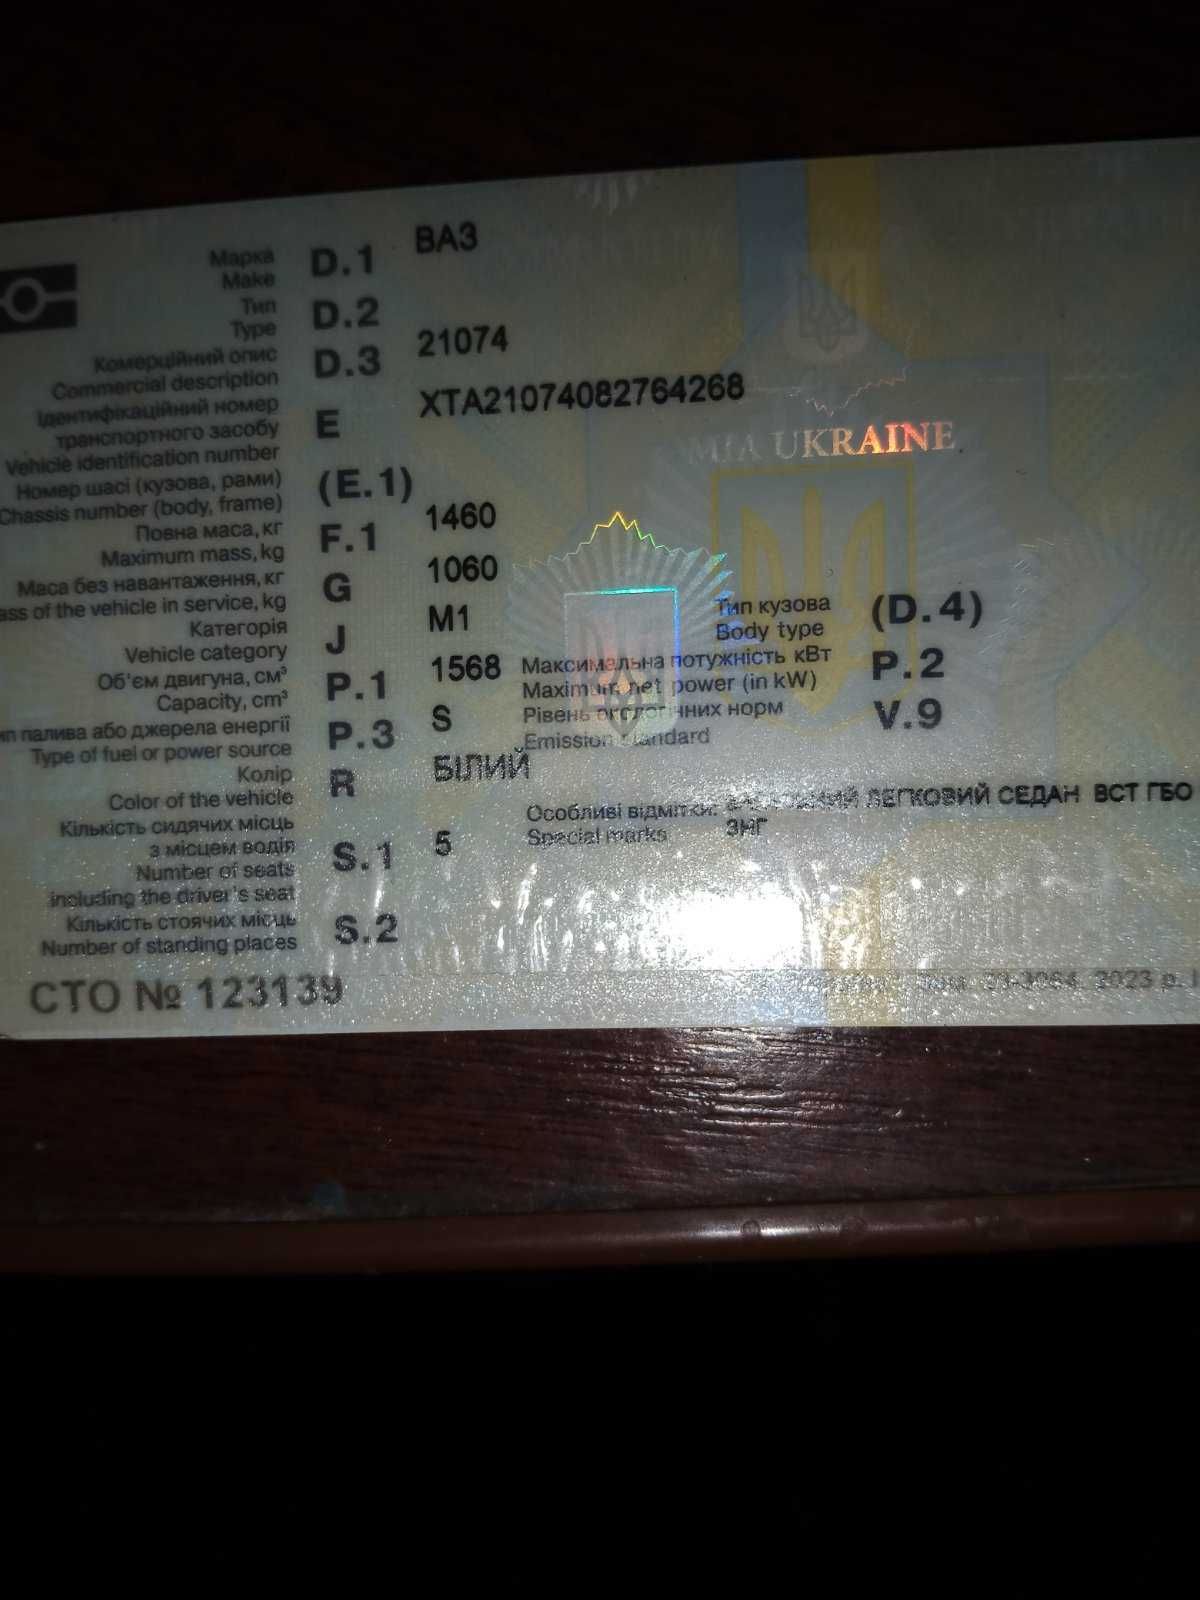 Марка D.1 ВАЗ
Make
Тип D.2
Type
Комерційний опис D.3 21074
Commercial description
Ідентифікаційний номер
транспортного засобу E XTA21074082764268
Vehicle identification number
Номер шасі (кузова, рами) (E.1)
Chassis number (body, frame)
Повна маса, кг F.1 1460
Maximum mass, kg
Маса без навантаження, кг G 1060
ass of the vehicle in service, kg
Категорія J M1
Vehicle category
Об'єм двигуна, см³ P.1 1568
Capacity, cm³
ип палива або джерела енергії P.3 S
Type of fuel or power source
Колір R БІЛИЙ
Color of the vehicle
Кількість сидячих місць
з місцем водія S.1 5
Number of seats
including the driver's seat
Кількість стоячих місць S.2
Number of standing places
СТО № 123139
MIA UKRAINE
Тип кузова (D.4)
Body type
Максимальна потужність кВт P.2
Maximum net power (in kW)
Рівень екологічних норм V.9
Emission standard
Особливі відмітки: ЛЕГКОВИЙ СЕДАН ВСТ ГБО
Special marks ЗНГ
2023 р.